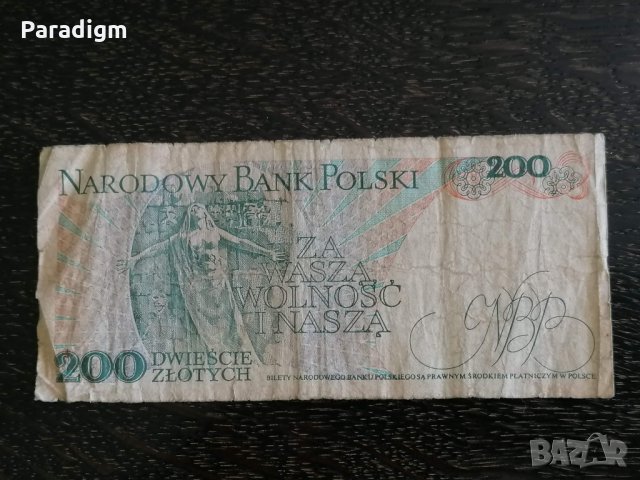 Paradigm
NARODOWY BANK POLSKI
200
ZA
WASZĄ
WOLNOŚĆ
I NASZĄ
NBP
200 DWIEŚCIE
ZŁOTYCH
BILETY NARODOWEGO BANKU POLSKIEGO SĄ PRAWNYM ŚRODKIEM PŁATNICZYM W POLSCE
BAZAR